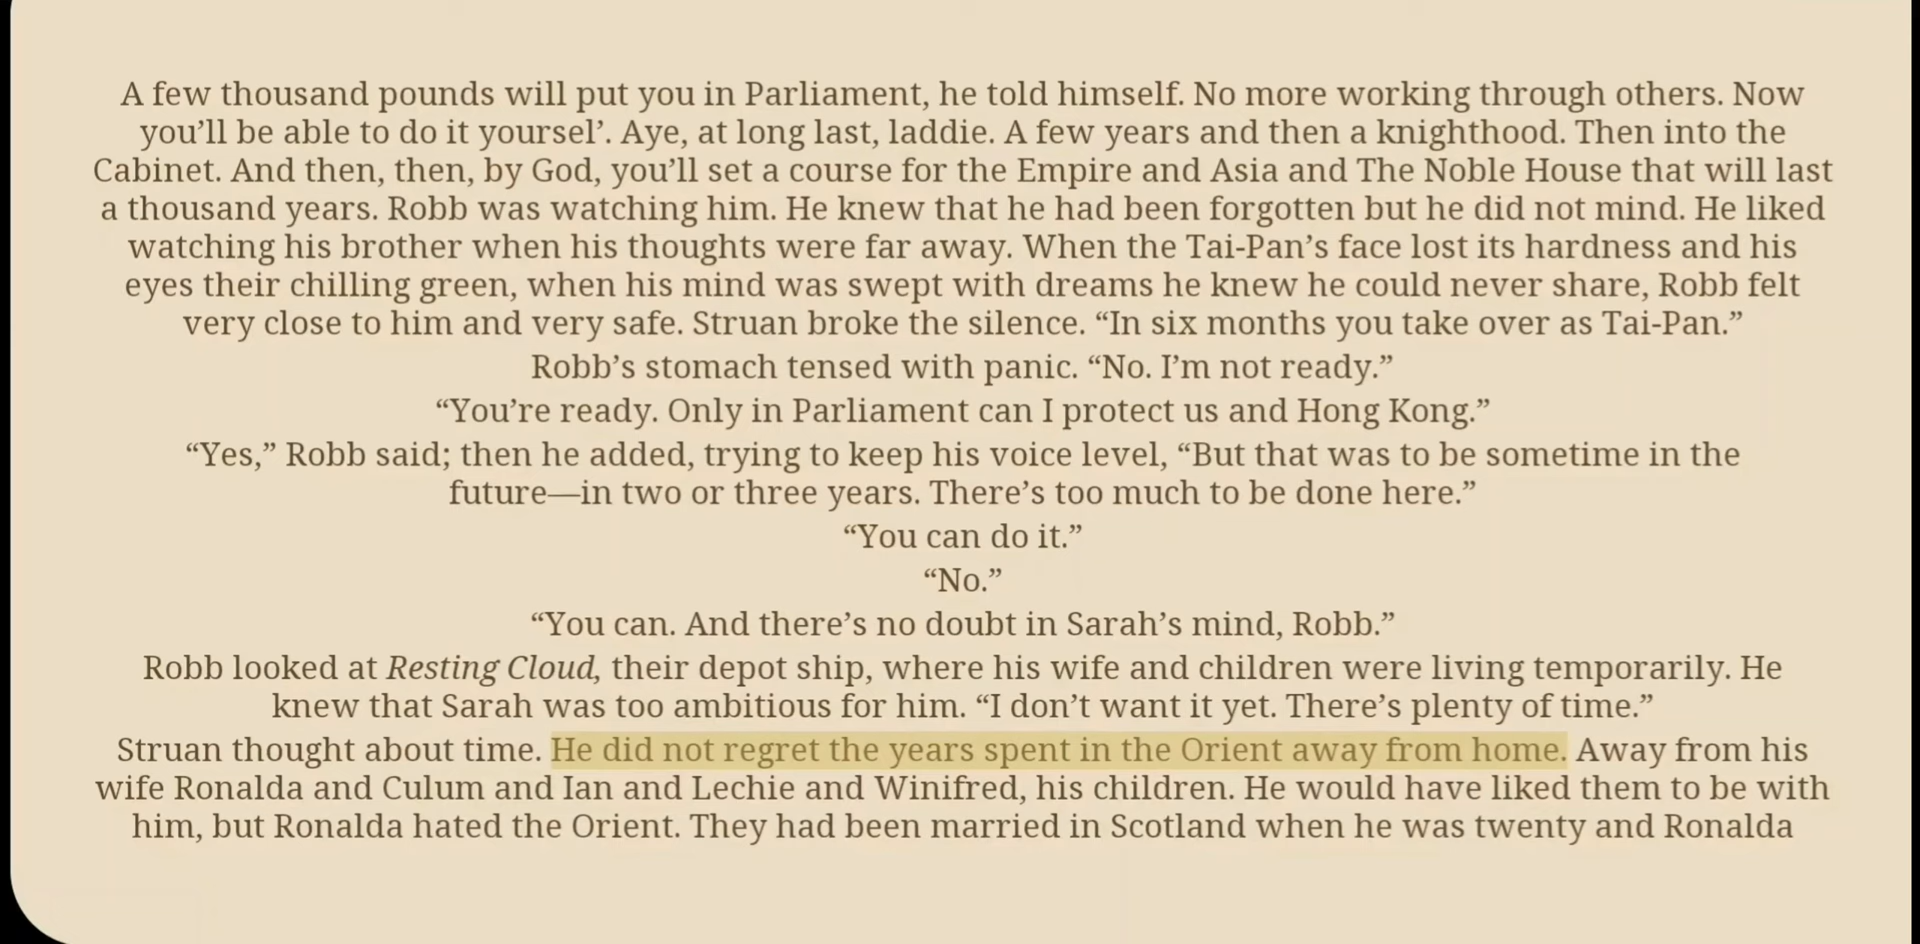 A few thousand pounds will put you in Parliament, he told himself. No more working through others. Now
you’ll be able to do it yoursel’. Aye, at long last, laddie. A few years and then a knighthood. Then into the
Cabinet. And then, then, by God, you’ll set a course for the Empire and Asia and The Noble House that will last
a thousand years. Robb was watching him. He knew that he had been forgotten but he did not mind. He liked
watching his brother when his thoughts were far away. When the Tai-Pan’s face lost its hardness and his
eyes their chilling green, when his mind was swept with dreams he knew he could never share, Robb felt
very close to him and very safe. Struan broke the silence. “In six months you take over as Tai-Pan.”
Robb’s stomach tensed with panic. “No. I’m not ready.”
“You’re ready. Only in Parliament can I protect us and Hong Kong.”
“Yes,” Robb said; then he added, trying to keep his voice level, “But that was to be sometime in the
future—in two or three years. There’s too much to be done here.”
“You can do it.”
“No.”
“You can. And there’s no doubt in Sarah’s mind, Robb.”
Robb looked at Resting Cloud, their depot ship, where his wife and children were living temporarily. He
knew that Sarah was too ambitious for him. “I don’t want it yet. There’s plenty of time.”
Struan thought about time. He did not regret the years spent in the Orient away from home. Away from his
wife Ronalda and Culum and Ian and Lechie and Winifred, his children. He would have liked them to be with
him, but Ronalda hated the Orient. They had been married in Scotland when he was twenty and Ronalda